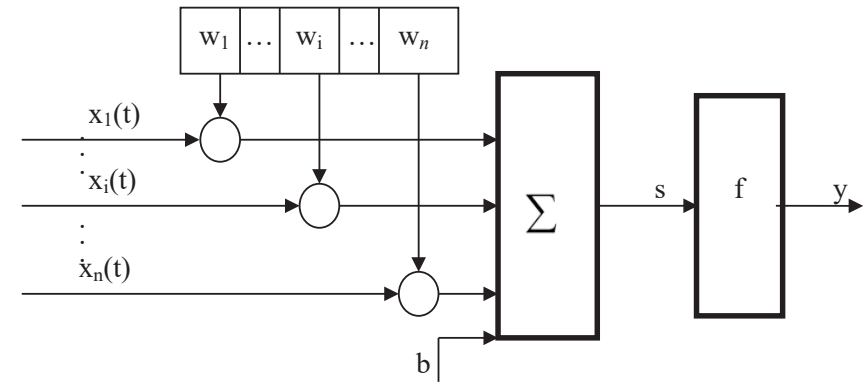 w₁ … wᵢ … wₙ
x₁(t)
xᵢ(t)
xₙ(t)
∑
s
f
y
b